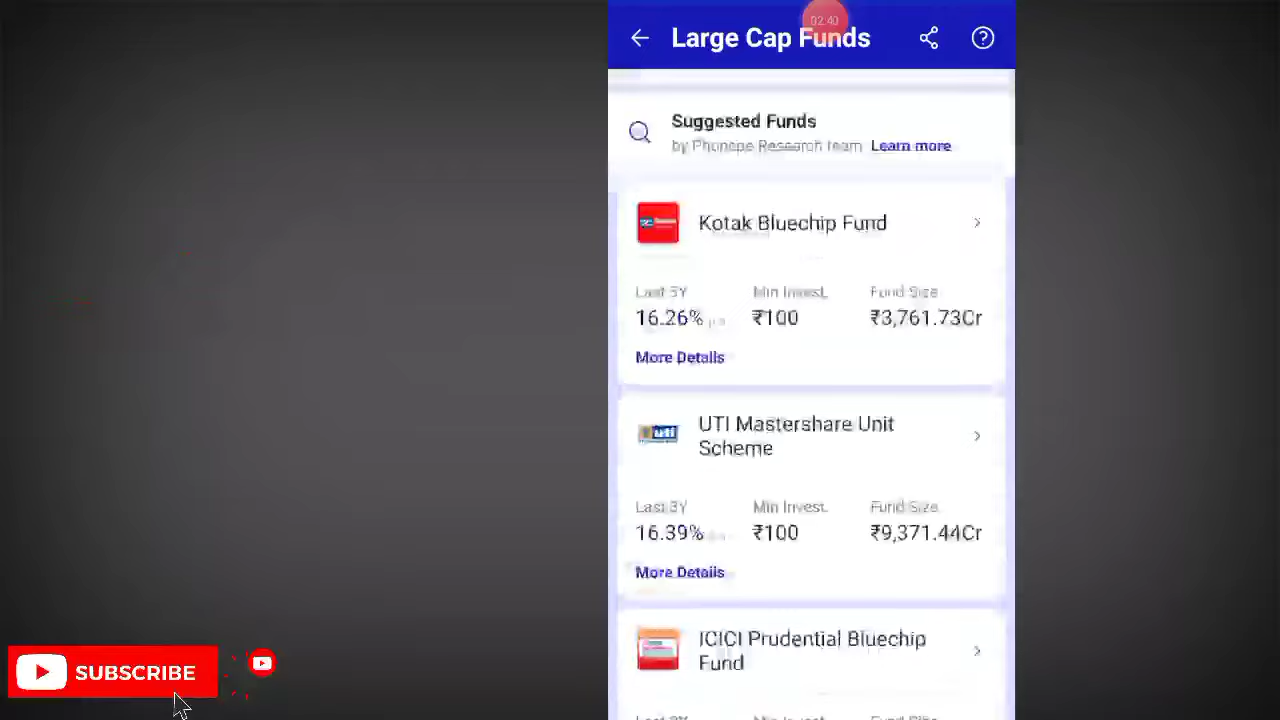 02:40
Large Cap Funds
Suggested Funds
by Phonepe Research team Learn more
Kotak Bluechip Fund
Last 3Y Min Invest. Fund Size
16.26% ₹100 ₹3,761.73Cr
More Details
UTI Mastershare Unit
Scheme
Last 3Y Min Invest. Fund Size
16.39% ₹100 ₹9,371.44Cr
More Details
ICICI Prudential Bluechip
Fund
SUBSCRIBE